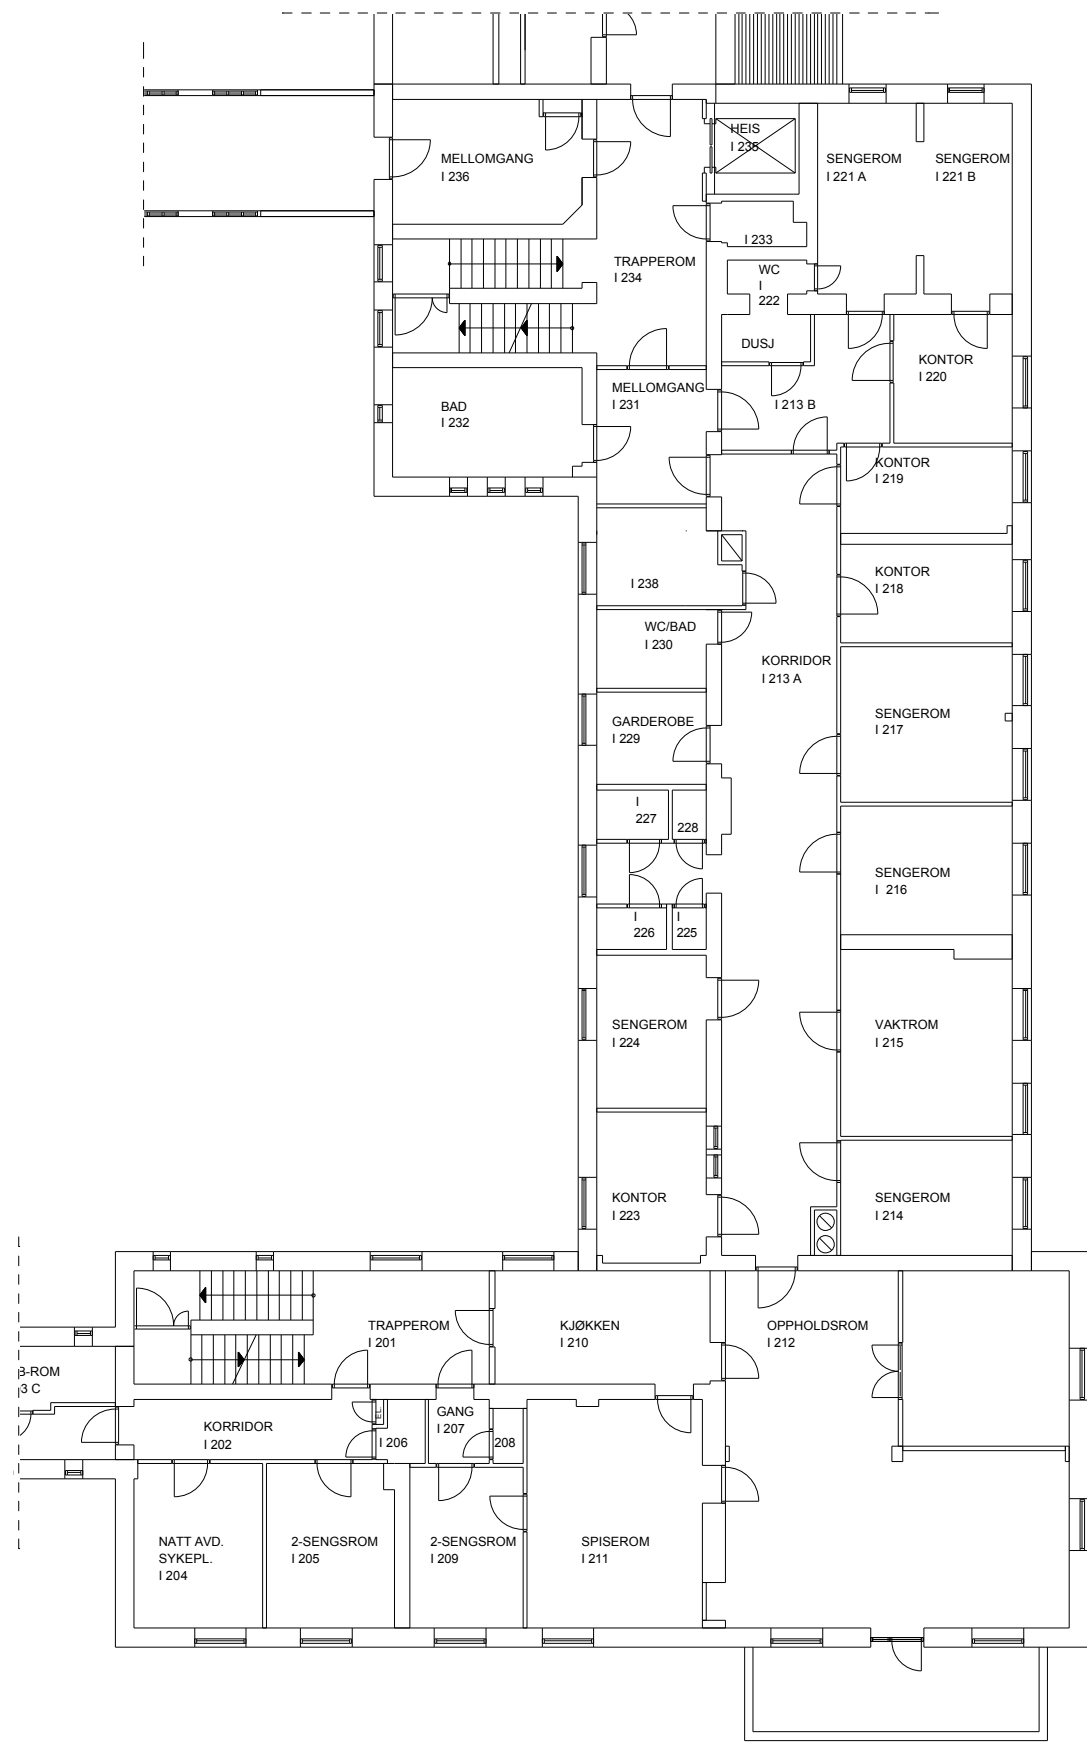 HEIS
I 235
MELLOMGANG
I 236
SENGEROM
I 221 A
SENGEROM
I 221 B
I 233
TRAPPEROM
I 234
WC
I
222
DUSJ
KONTOR
I 220
MELLOMGANG
I 231
BAD
I 232
I 213 B
KONTOR
I 219
I 238
KONTOR
I 218
WC/BAD
I 230
KORRIDOR
I 213 A
GARDEROBE
I 229
SENGEROM
I 217
I
227
228
SENGEROM
I 216
I
226
I
225
SENGEROM
I 224
VAKTROM
I 215
KONTOR
I 223
SENGEROM
I 214
TRAPPEROM
I 201
KJØKKEN
I 210
OPPHOLDSROM
I 212
-ROM
3 C
KORRIDOR
I 202
EL.
I 206
GANG
I 207
208
NATT AVD.
SYKEPL.
I 204
2-SENGSROM
I 205
2-SENGSROM
I 209
SPISEROM
I 211